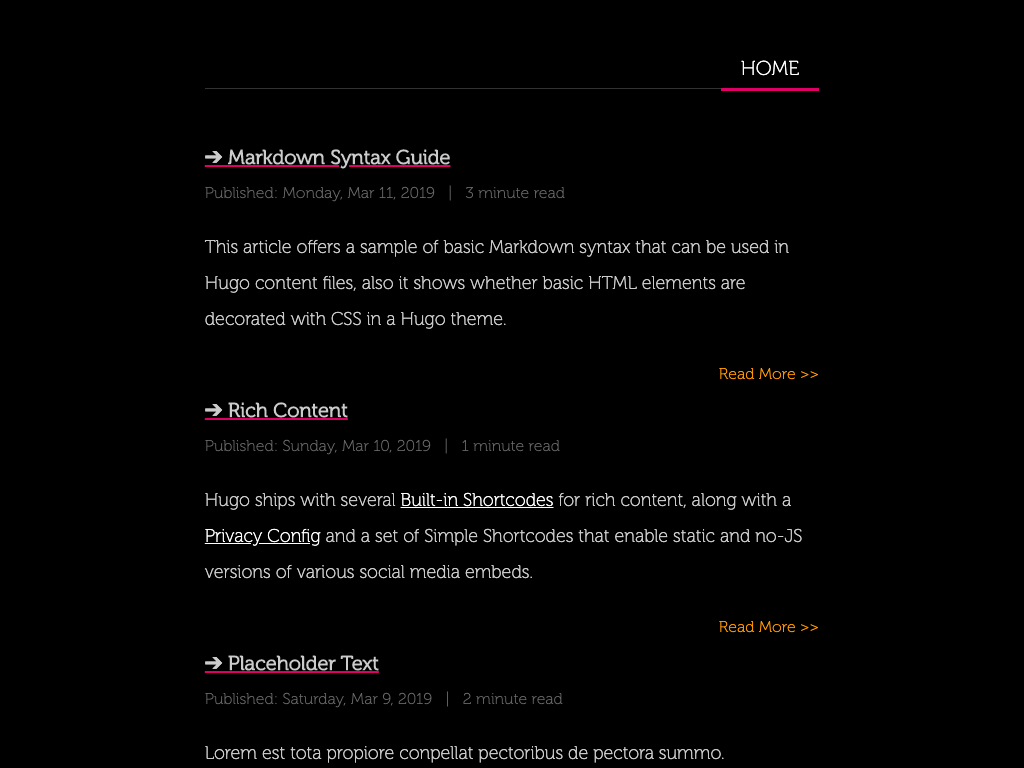 HOME
➔ Markdown Syntax Guide
Published: Monday, Mar 11, 2019 | 3 minute read
This article offers a sample of basic Markdown syntax that can be used in
Hugo content files, also it shows whether basic HTML elements are
decorated with CSS in a Hugo theme.
Read More >>
➔ Rich Content
Published: Sunday, Mar 10, 2019 | 1 minute read
Hugo ships with several Built-in Shortcodes for rich content, along with a
Privacy Config and a set of Simple Shortcodes that enable static and no-JS
versions of various social media embeds.
Read More >>
➔ Placeholder Text
Published: Saturday, Mar 9, 2019 | 2 minute read
Lorem est tota propiore conpellat pectoribus de pectora summo.